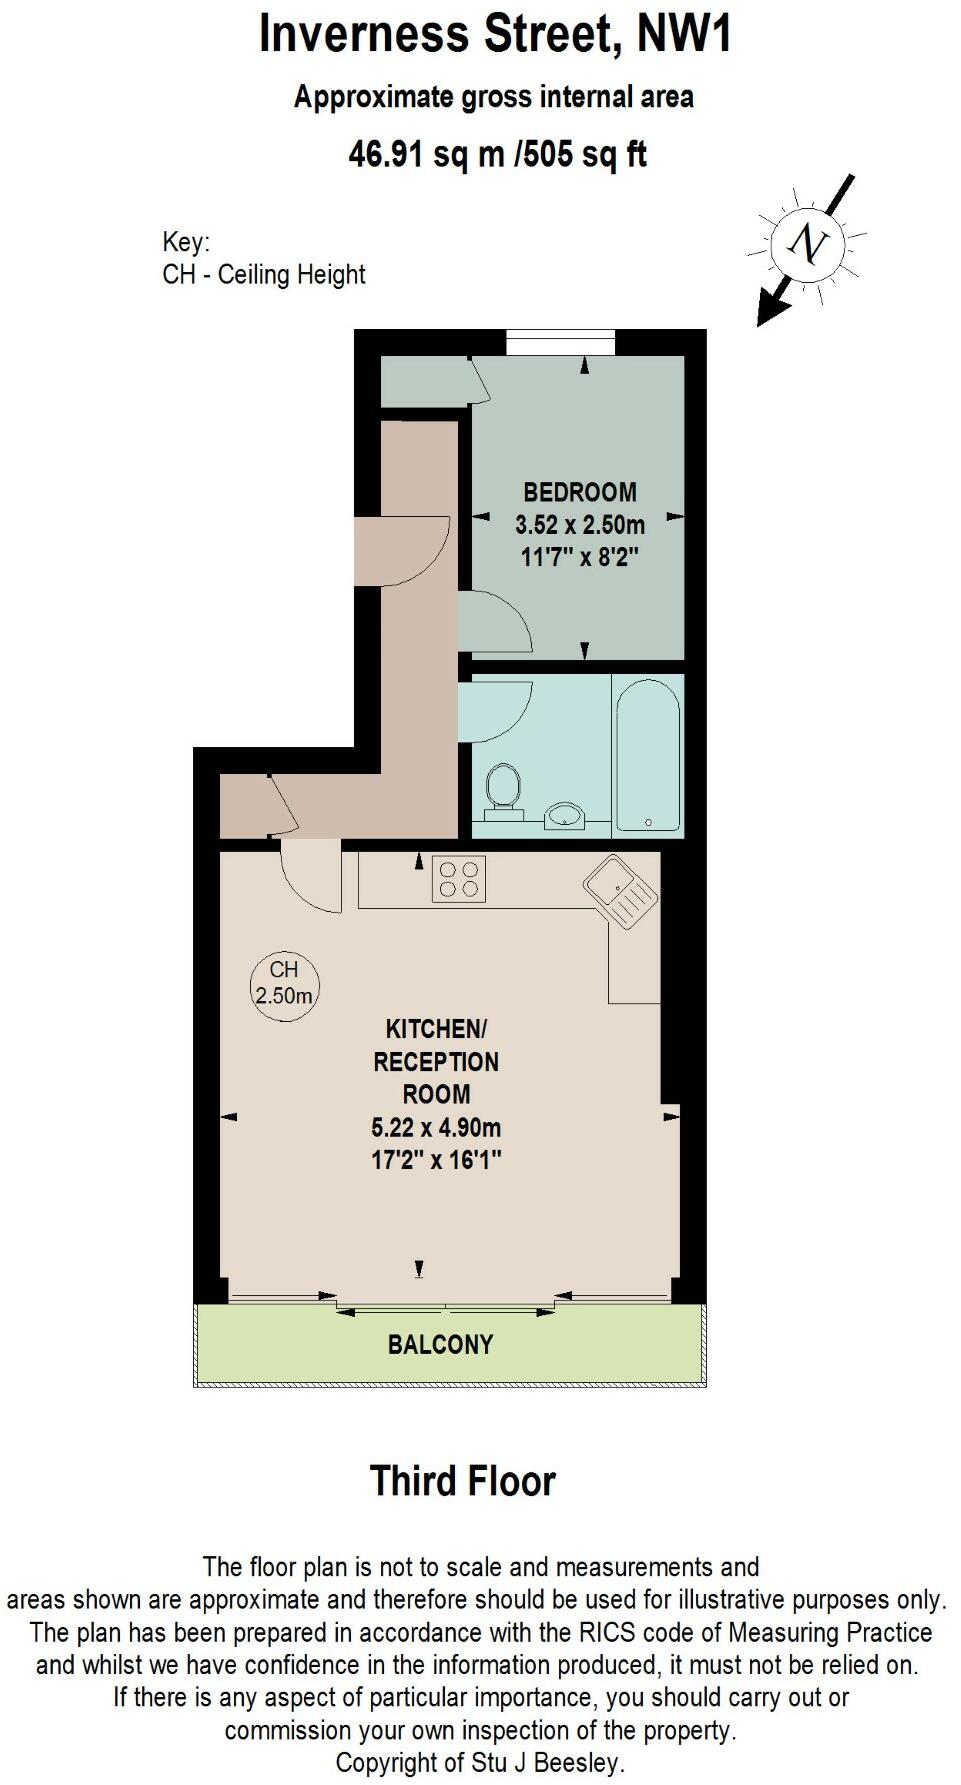 Inverness Street, NW1
Approximate gross internal area
46.91 sq m /505 sq ft
N
Key:
CH - Ceiling Height
BEDROOM
3.52 x 2.50m
11'7" x 8'2"
CH
2.50m
KITCHEN/
RECEPTION
ROOM
5.22 x 4.90m
17'2" x 16'1"
BALCONY
Third Floor
The floor plan is not to scale and measurements and
areas shown are approximate and therefore should be used for illustrative purposes only.
The plan has been prepared in accordance with the RICS code of Measuring Practice
and whilst we have confidence in the information produced, it must not be relied on.
If there is any aspect of particular importance, you should carry out or
commission your own inspection of the property.
Copyright of Stu J Beesley.